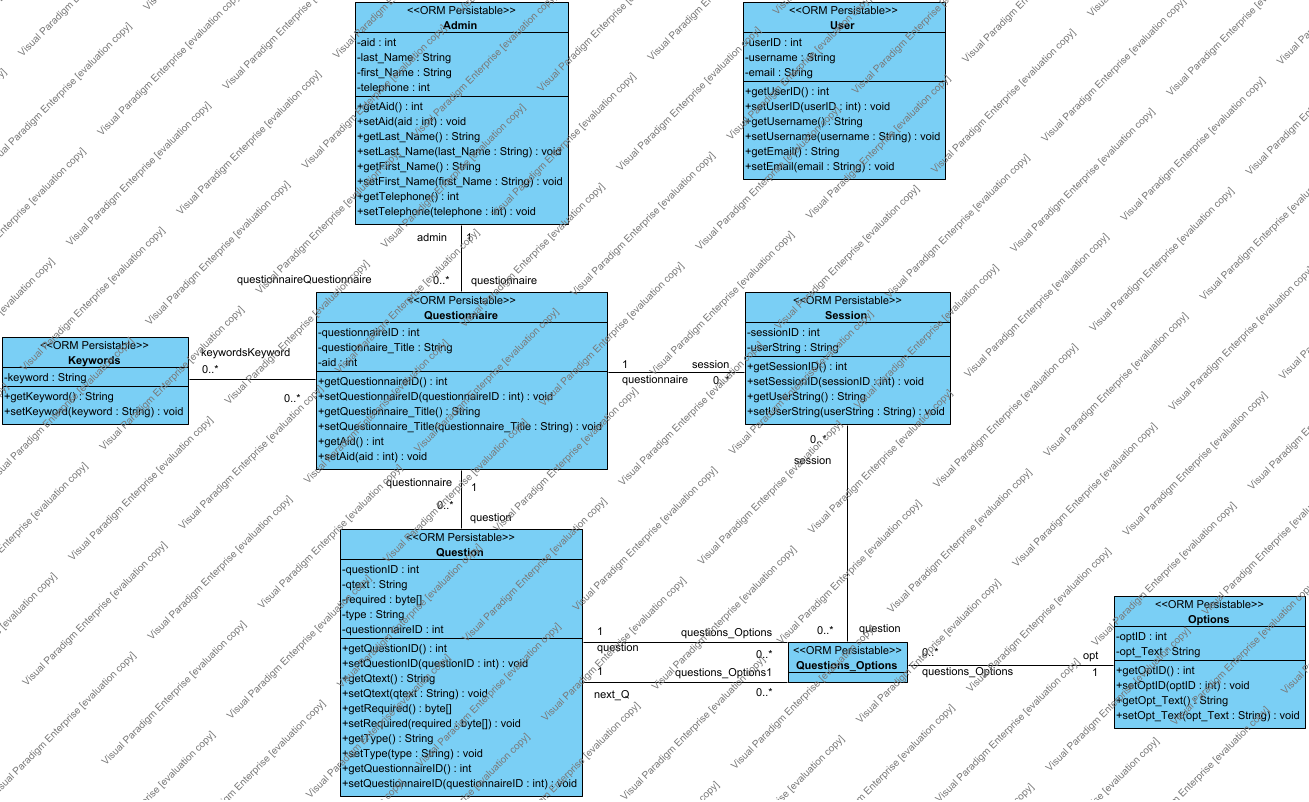 <<ORM Persistable>>
Admin
-aid : int
-last_Name : String
-first_Name : String
-telephone : int
+getAid() : int
+setAid(aid : int) : void
+getLast_Name() : String
+setLast_Name(last_Name : String) : void
+getFirst_Name() : String
+setFirst_Name(first_Name : String) : void
+getTelephone() : int
+setTelephone(telephone : int) : void
<<ORM Persistable>>
User
-userID : int
-username : String
-email : String
+getUserID() : int
+setUserID(userID : int) : void
+getUsername() : String
+setUsername(username : String) : void
+getEmail() : String
+setEmail(email : String) : void
admin
1
questionnaireQuestionnaire
0..*
questionnaire
<<ORM Persistable>>
Keywords
-keyword : String
+getKeyword() : String
+setKeyword(keyword : String) : void
keywordsKeyword
0..*
0..*
<<ORM Persistable>>
Questionnaire
-questionnaireID : int
-questionnaire_Title : String
-aid : int
+getQuestionnaireID() : int
+setQuestionnaireID(questionnaireID : int) : void
+getQuestionnaire_Title() : String
+setQuestionnaire_Title(questionnaire_Title : String) : void
+getAid() : int
+setAid(aid : int) : void
1
session
questionnaire
0..*
<<ORM Persistable>>
Session
-sessionID : int
-userString : String
+getSessionID() : int
+setSessionID(sessionID : int) : void
+getUserString() : String
+setUserString(userString : String) : void
0..*
session
questionnaire
1
0..*
question
<<ORM Persistable>>
Question
-questionID : int
-qtext : String
-required : byte[]
-type : String
-questionnaireID : int
+getQuestionID() : int
+setQuestionID(questionID : int) : void
+getQtext() : String
+setQtext(qtext : String) : void
+getRequired() : byte[]
+setRequired(required : byte[]) : void
+getType() : String
+setType(type : String) : void
+getQuestionnaireID() : int
+setQuestionnaireID(questionnaireID : int) : void
1
questions_Options
question
0..*
1
questions_Options1
next_Q
0..*
0..*
question
<<ORM Persistable>>
Questions_Options
0..*
questions_Options
opt
1
<<ORM Persistable>>
Options
-optID : int
-opt_Text : String
+getOptID() : int
+setOptID(optID : int) : void
+getOpt_Text() : String
+setOpt_Text(opt_Text : String) : void
Visual Paradigm Enterprise [evaluation copy]